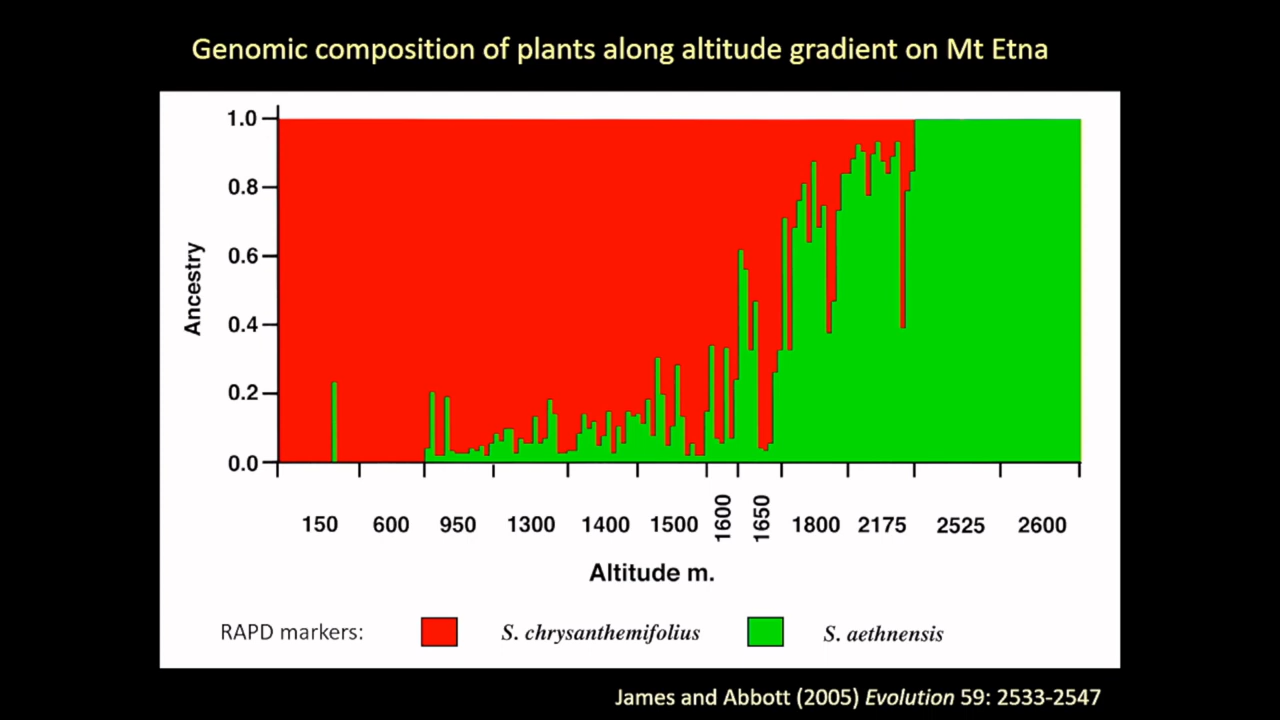 Genomic composition of plants along altitude gradient on Mt Etna
1.0
0.8
0.6
0.4
0.2
0.0
Ancestry
150 600 950 1300 1400 1500 1600 1650 1800 2175 2525 2600
Altitude m.
RAPD markers: S. chrysanthemifolius S. aethnensis
James and Abbott (2005) Evolution 59: 2533-2547